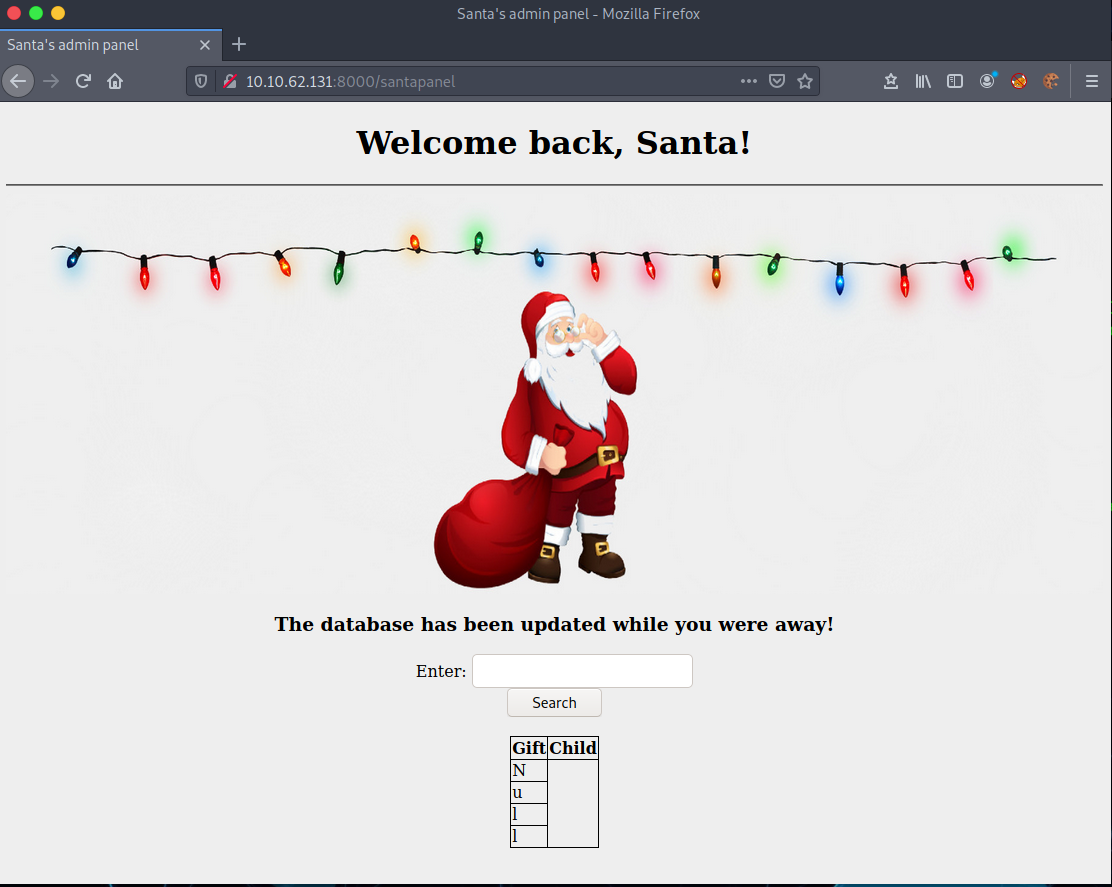 Santa's admin panel - Mozilla Firefox
Santa's admin panel
10.10.62.131:8000/santapanel
Welcome back, Santa!
The database has been updated while you were away!
Enter:
Search
Gift Child
N
u
l
l